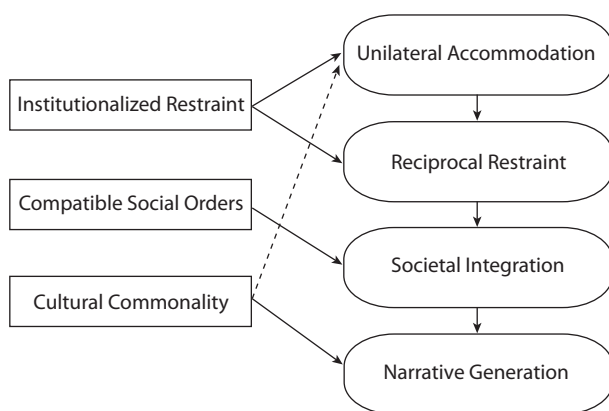 Unilateral Accommodation
Institutionalized Restraint
Reciprocal Restraint
Compatible Social Orders
Societal Integration
Cultural Commonality
Narrative Generation